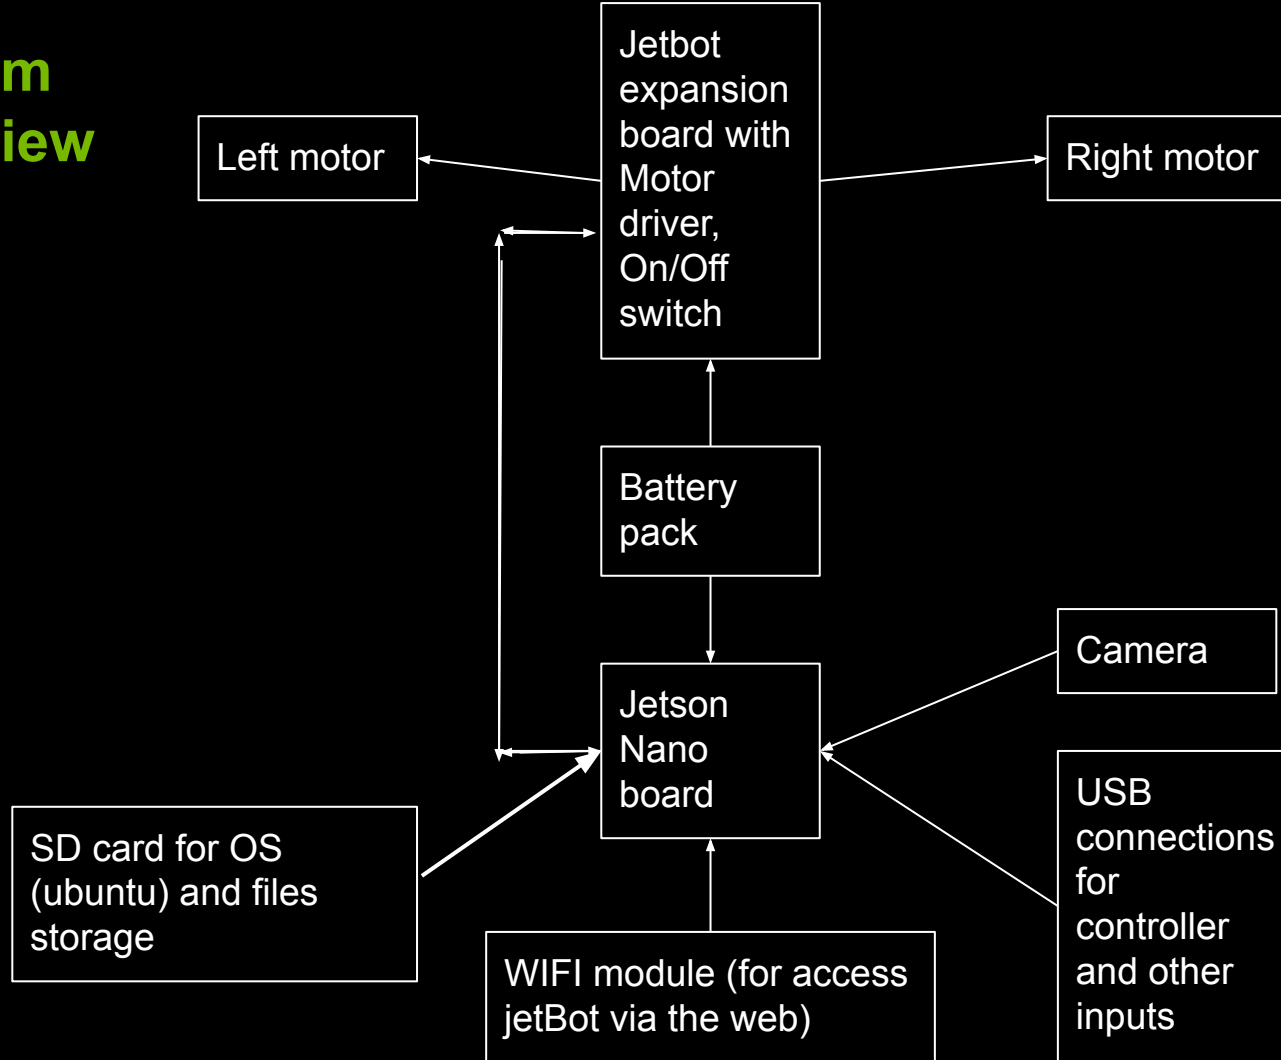 m
iew
Left motor
Jetbot
expansion
board with
Motor
driver,
On/Off
switch
Right motor
Battery
pack
Jetson
Nano
board
Camera
USB
connections
for
controller
and other
inputs
SD card for OS
(ubuntu) and files
storage
WIFI module (for access
jetBot via the web)